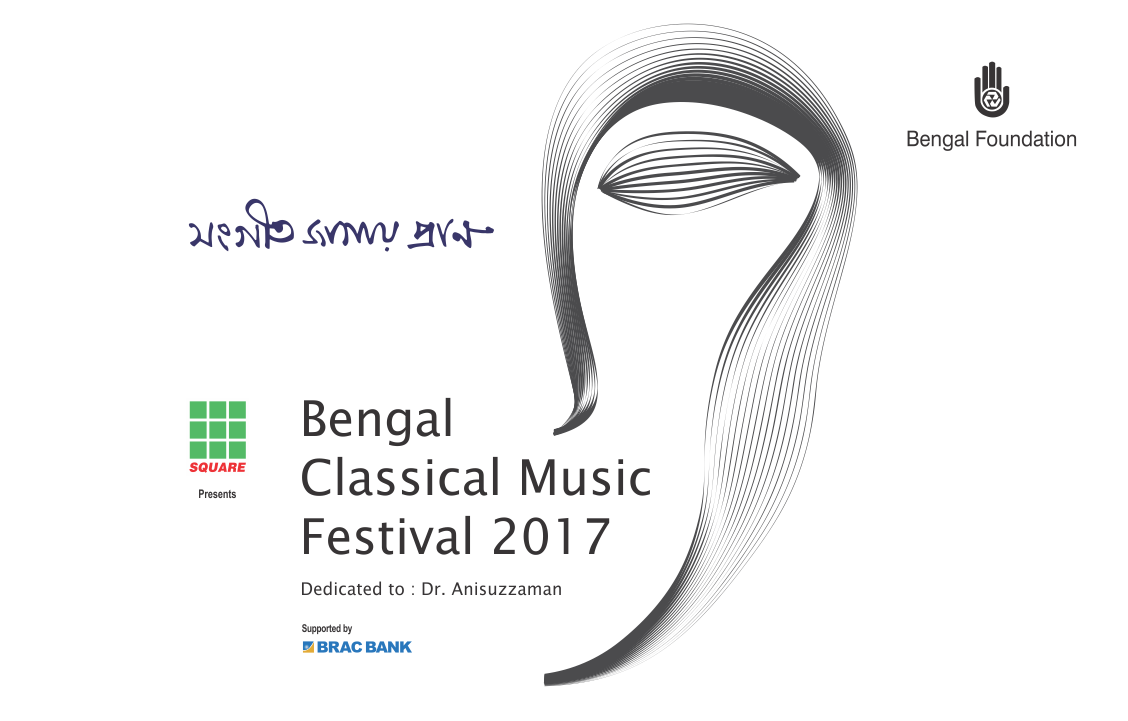 Bengal Foundation
সংগীত জাগায় প্রাণ
SQUARE
Presents
Bengal
Classical Music
Festival 2017
Dedicated to : Dr. Anisuzzaman
Supported by
BRAC BANK